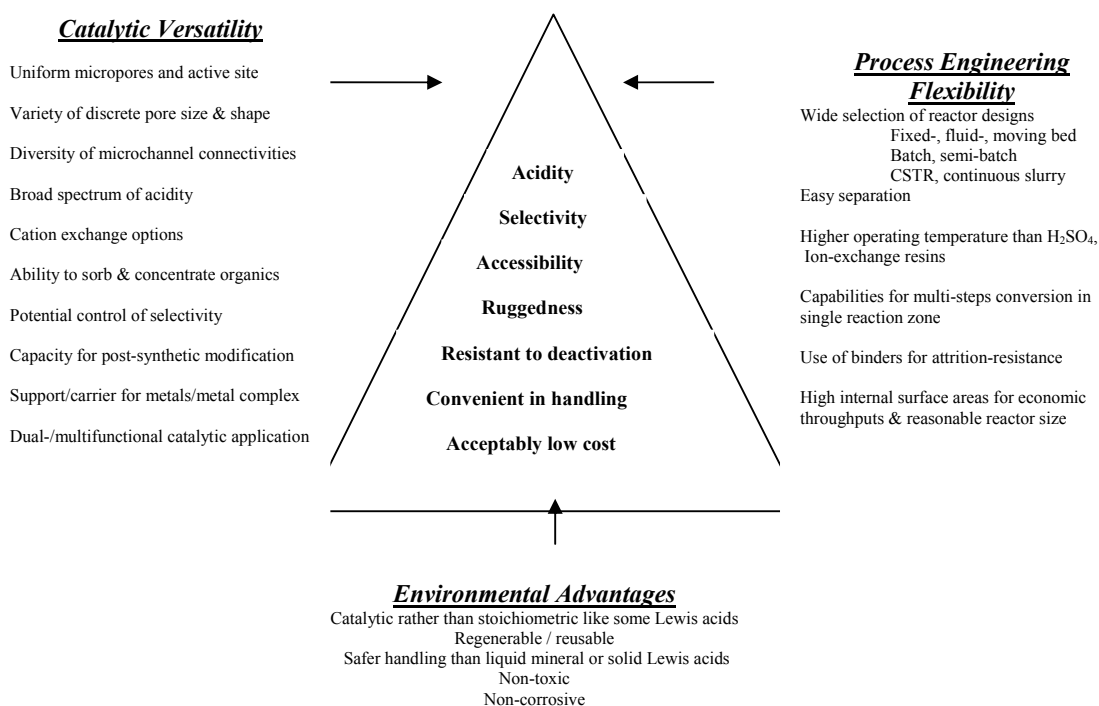 Catalytic Versatility
Uniform micropores and active site
Variety of discrete pore size & shape
Diversity of microchannel connectivities
Broad spectrum of acidity
Cation exchange options
Ability to sorb & concentrate organics
Potential control of selectivity
Capacity for post-synthetic modification
Support/carrier for metals/metal complex
Dual-/multifunctional catalytic application
Acidity
Selectivity
Accessibility
Ruggedness
Resistant to deactivation
Convenient in handling
Acceptably low cost
Process Engineering
Flexibility
Wide selection of reactor designs
Fixed-, fluid-, moving bed
Batch, semi-batch
CSTR, continuous slurry
Easy separation
Higher operating temperature than H₂SO₄,
Ion-exchange resins
Capabilities for multi-steps conversion in
single reaction zone
Use of binders for attrition-resistance
High internal surface areas for economic
throughputs & reasonable reactor size
Environmental Advantages
Catalytic rather than stoichiometric like some Lewis acids
Regenerable / reusable
Safer handling than liquid mineral or solid Lewis acids
Non-toxic
Non-corrosive